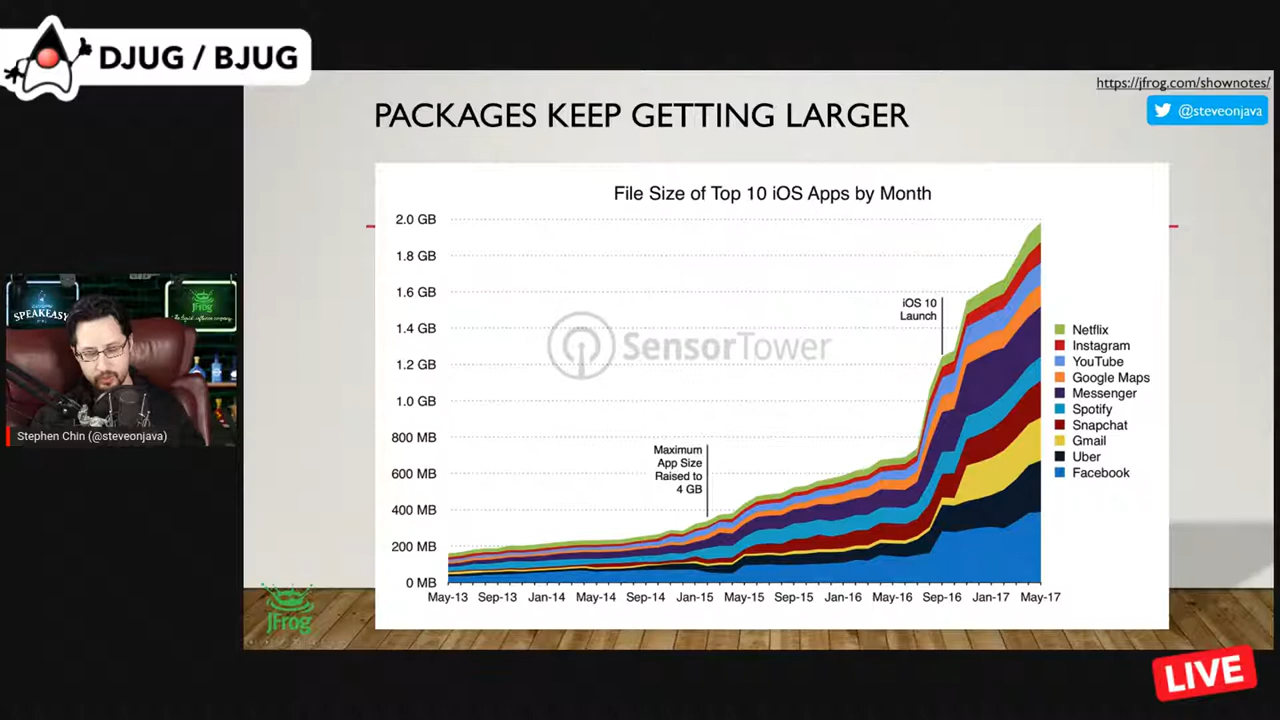 DJUG / BJUG
https://jfrog.com/shownotes/
@steveonjava
PACKAGES KEEP GETTING LARGER
File Size of Top 10 iOS Apps by Month
2.0 GB
1.8 GB
1.6 GB
1.4 GB
1.2 GB
1.0 GB
800 MB
600 MB
400 MB
200 MB
0 MB
SensorTower
Maximum
App Size
Raised to
4 GB
iOS 10
Launch
Netflix
Instagram
YouTube
Google Maps
Messenger
Spotify
Snapchat
Gmail
Uber
Facebook
May-13 Sep-13 Jan-14 May-14 Sep-14 Jan-15 May-15 Sep-15 Jan-16 May-16 Sep-16 Jan-17 May-17
SPEAKEASY
JFrog
Stephen Chin (@steveonjava)
JFrog
LIVE